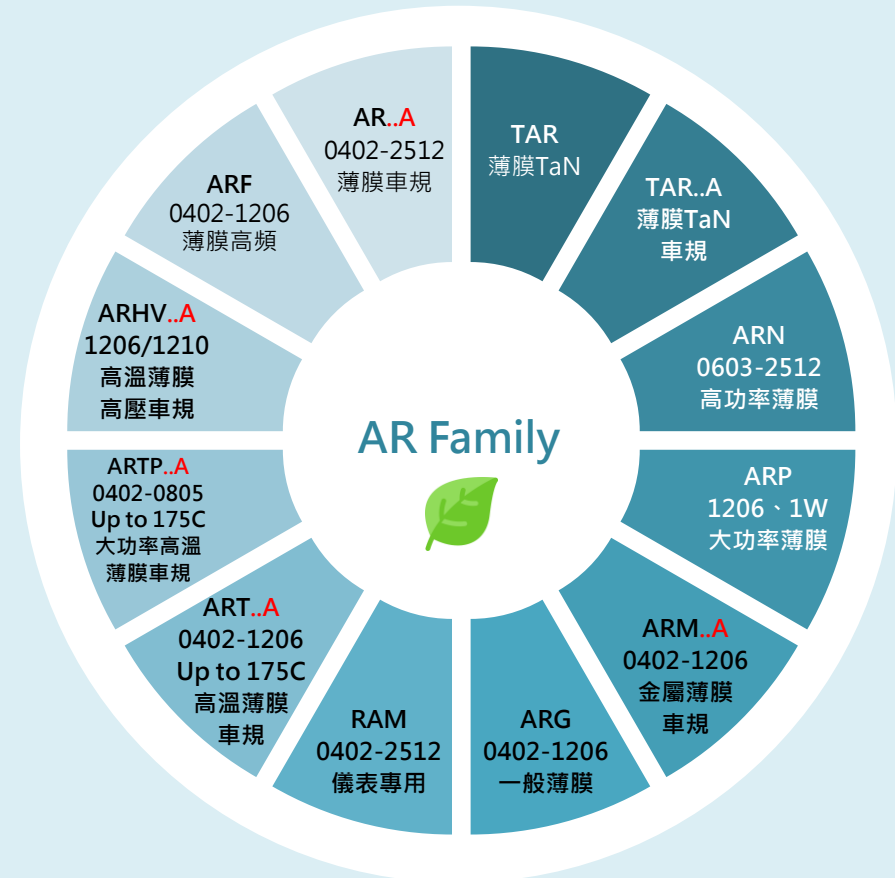 AR..A
0402-2512
薄膜車規
TAR
薄膜TaN
TAR..A
薄膜TaN
車規
ARN
0603-2512
高功率薄膜
ARP
1206、1W
大功率薄膜
ARM..A
0402-1206
金屬薄膜
車規
ARG
0402-1206
一般薄膜
RAM
0402-2512
儀表專用
ART..A
0402-1206
Up to 175C
高溫薄膜
車規
ARTP..A
0402-0805
Up to 175C
大功率高溫
薄膜車規
ARHV..A
1206/1210
高溫薄膜
高壓車規
ARF
0402-1206
薄膜高頻
AR Family